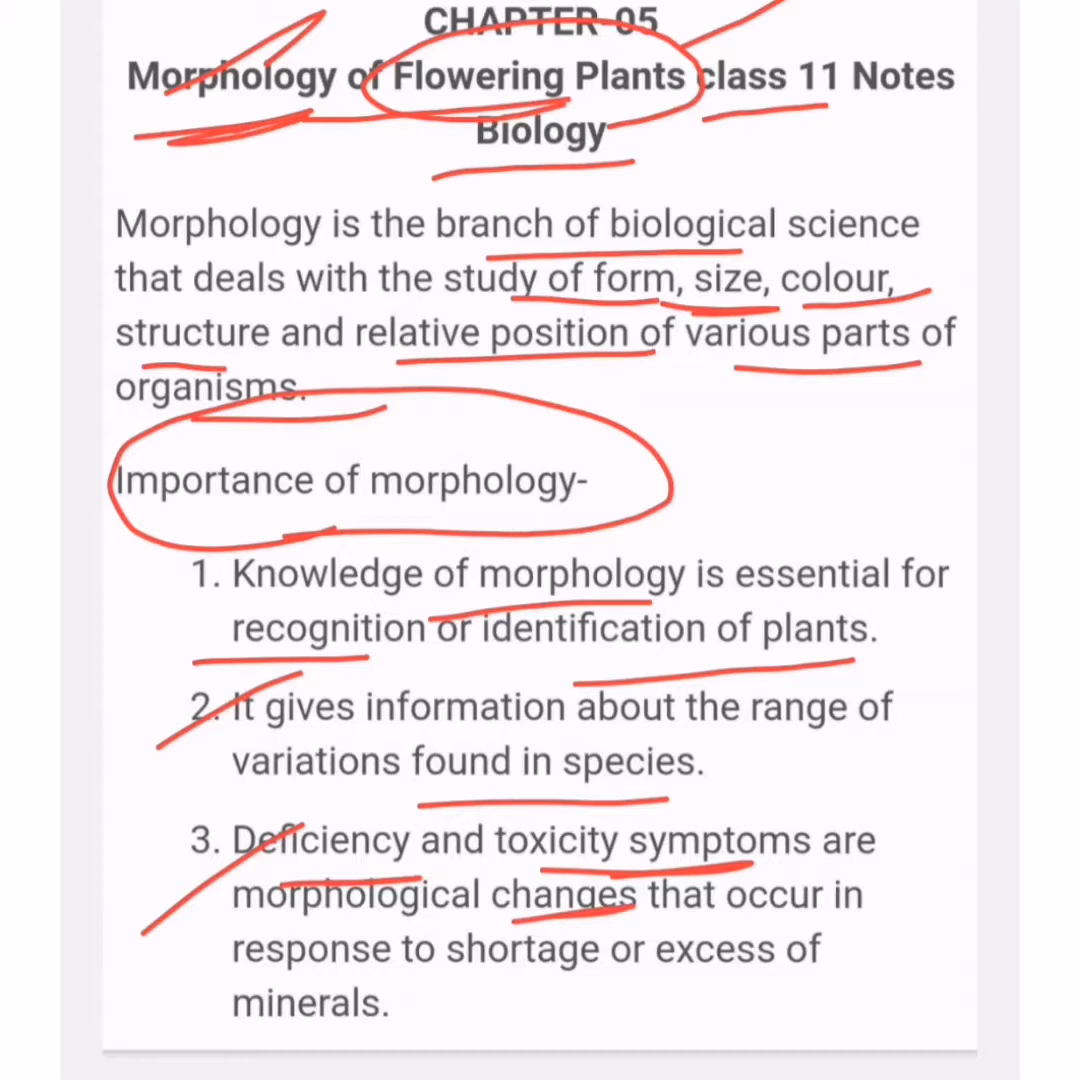 CHAPTER-05
Morphology of Flowering Plants class 11 Notes
Biology
Morphology is the branch of biological science
that deals with the study of form, size, colour,
structure and relative position of various parts of
organisms.
Importance of morphology-
1. Knowledge of morphology is essential for
recognition or identification of plants.
2. It gives information about the range of
variations found in species.
3. Deficiency and toxicity symptoms are
morphological changes that occur in
response to shortage or excess of
minerals.